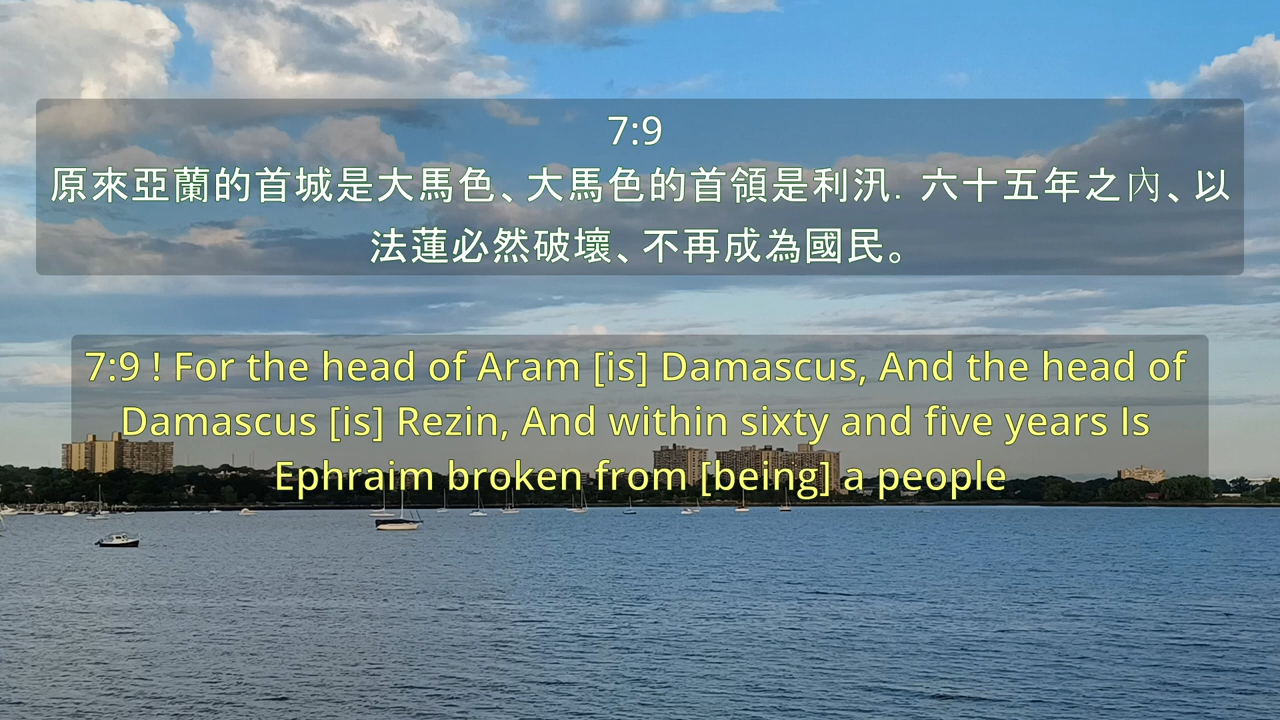 7:9
原來亞蘭的首城是大馬色、大馬色的首領是利汛. 六十五年之內、以
法蓮必然破壞、不再成為國民。
7:9 ! For the head of Aram [is] Damascus, And the head of
Damascus [is] Rezin, And within sixty and five years Is
Ephraim broken from [being] a people